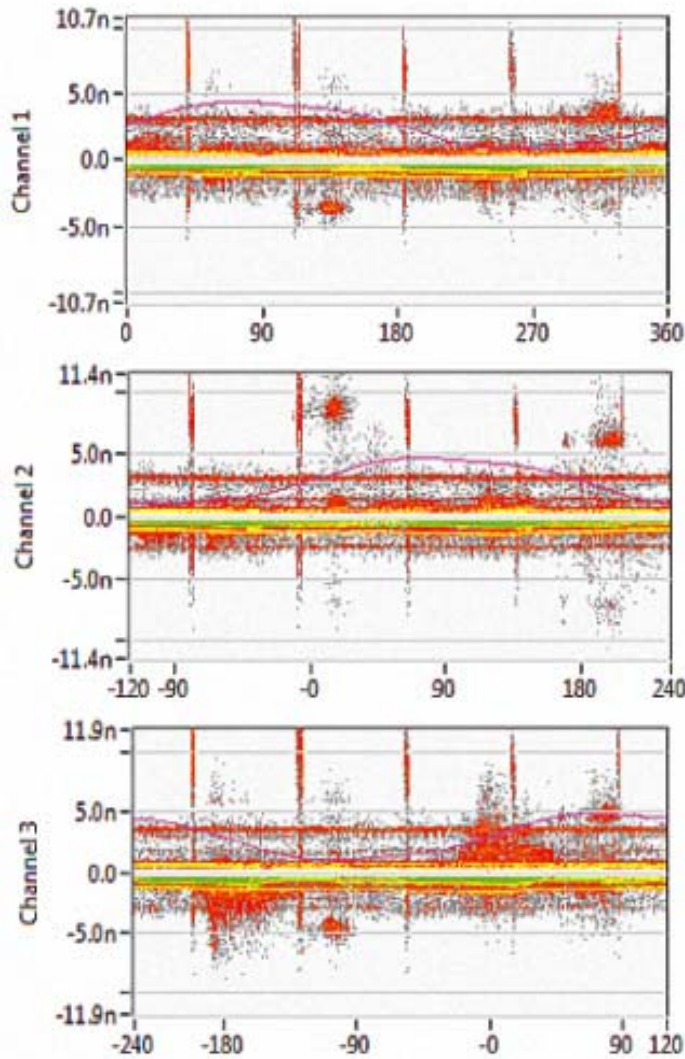 10.7n
5.0n
0.0
-5.0n
-10.7n
Channel 1
0 90 180 270 360
11.4n
5.0n
0.0
-5.0n
-11.4n
Channel 2
-120 -90 -0 90 180 240
11.9n
5.0n
0.0
-5.0n
-11.9n
Channel 3
-240 -180 -90 -0 90 120